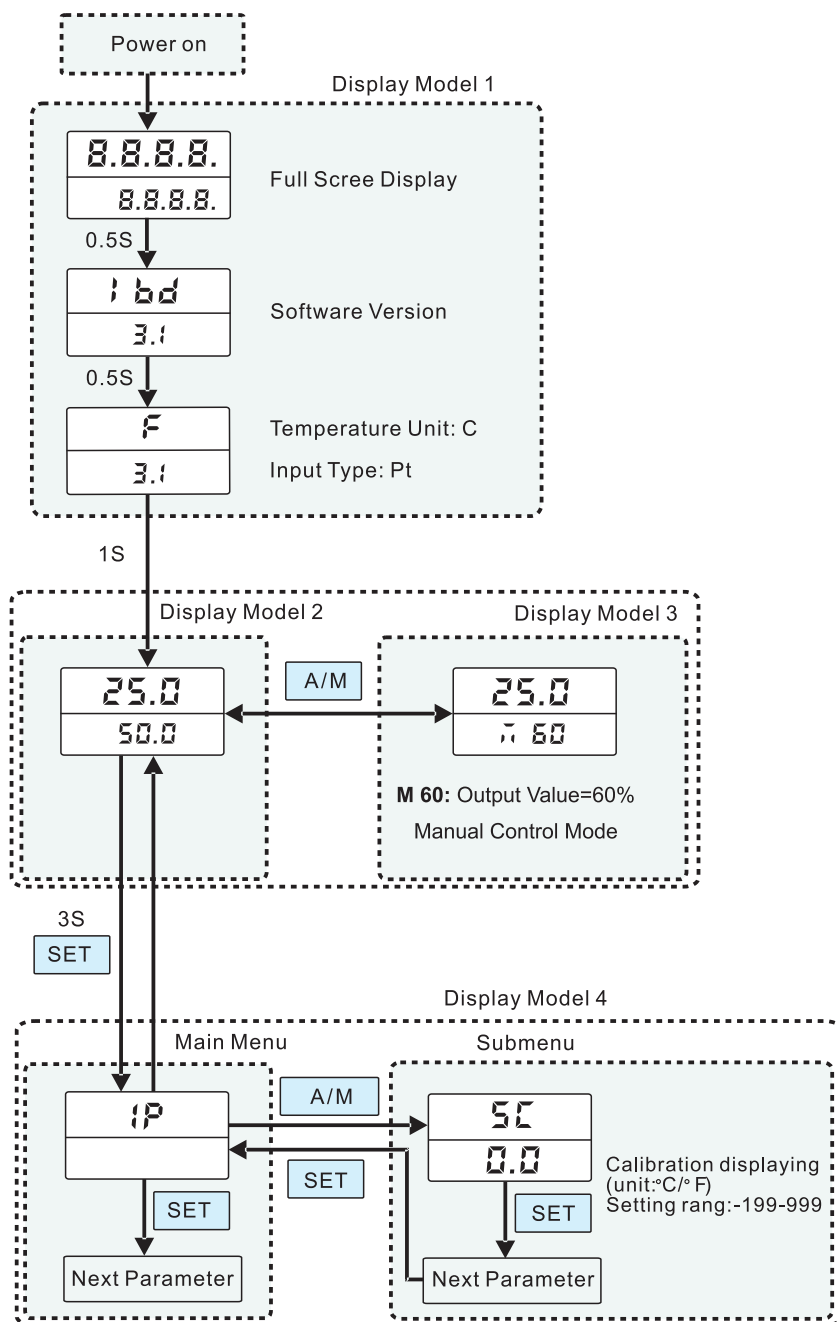 Power on
Display Model 1
8.8.8.8.
8.8.8.8.
Full Scree Display
0.5S
1bd
3.1
Software Version
0.5S
F
3.1
Temperature Unit: C
Input Type: Pt
1S
Display Model 2
Display Model 3
25.0
50.0
A/M
25.0
M 60
M 60: Output Value=60%
Manual Control Mode
3S
SET
Display Model 4
Main Menu
Submenu
IP
A/M
SC
0.0
SET
Calibration displaying
(unit:°C/° F)
Setting rang:-199-999
SET
SET
Next Parameter
Next Parameter